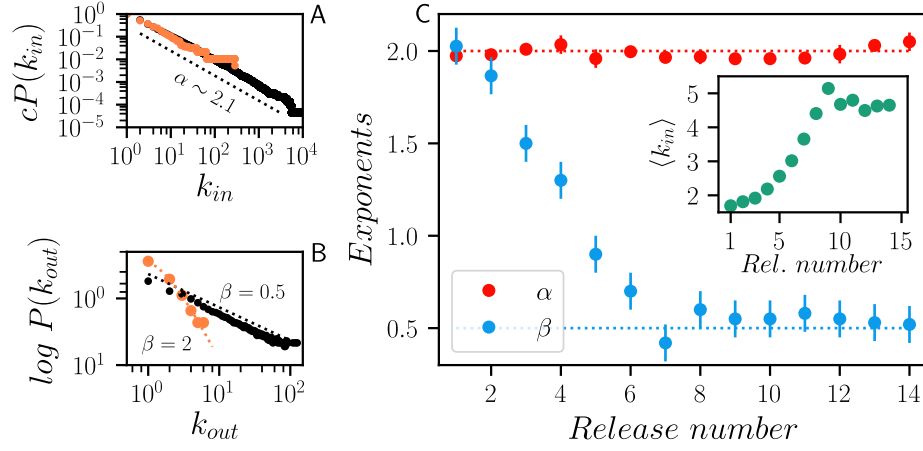 A
cP(k_in)
10^0
10^-1
10^-2
10^-3
10^-4
10^-5
α ~ 2.1
10^0 10^1 10^2 10^3 10^4
k_in
B
log P(k_out)
10^0
10^1
β = 0.5
β = 2
10^0 10^1 10^2
k_out
C
Exponents
2.0
1.5
1.0
0.5
α
β
2 4 6 8 10 12 14
Release number
⟨k_in⟩
5
4
3
2
1 5 10 15
Rel. number